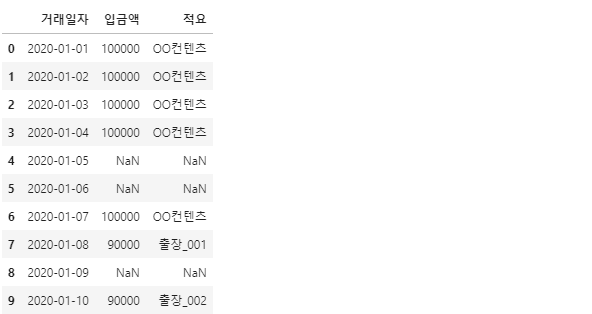 거래일자 입금액 적요
0 2020-01-01 100000 OO컨텐츠
1 2020-01-02 100000 OO컨텐츠
2 2020-01-03 100000 OO컨텐츠
3 2020-01-04 100000 OO컨텐츠
4 2020-01-05 NaN NaN
5 2020-01-06 NaN NaN
6 2020-01-07 100000 OO컨텐츠
7 2020-01-08 90000 출장_001
8 2020-01-09 NaN NaN
9 2020-01-10 90000 출장_002